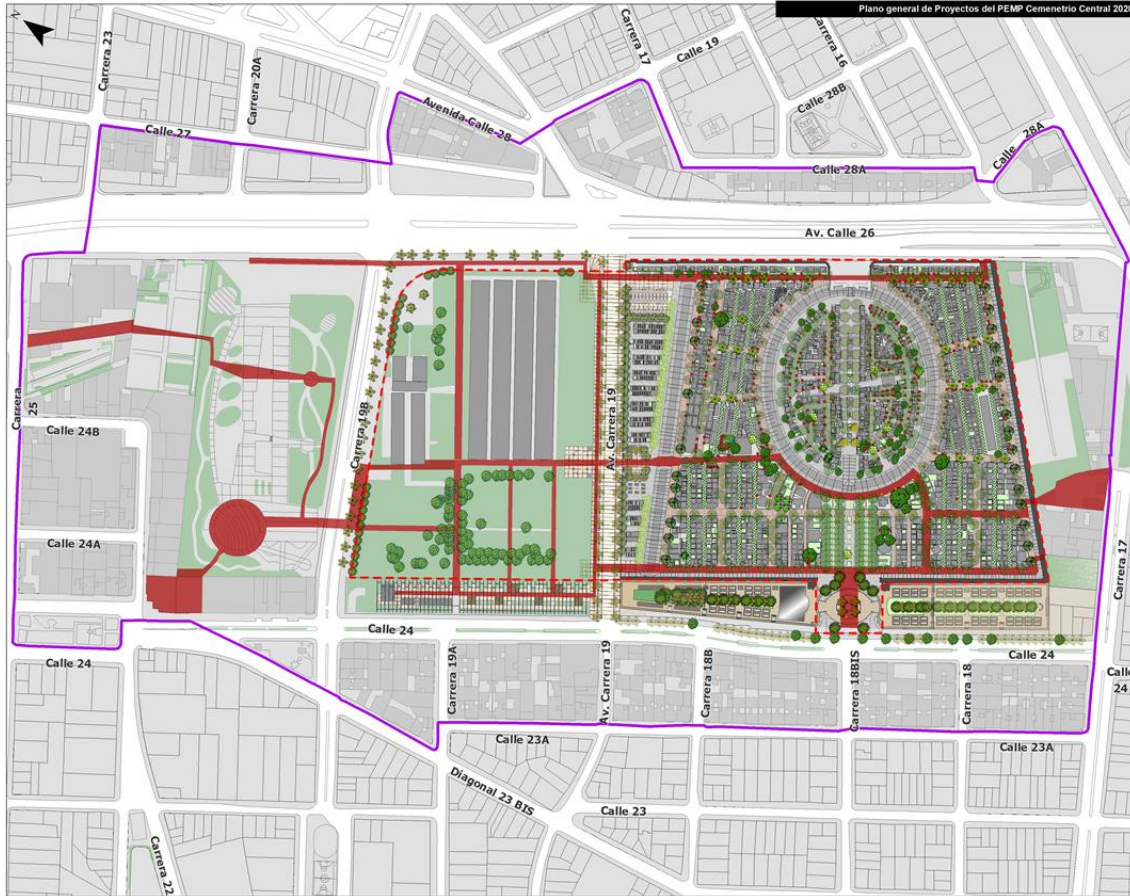 Plano general de Proyectos del PEMP Cemenetrio Central 2020
N
Carrera 23
Carrera 20A
Carrera 17
Calle 19
Carrera 16
Calle 28B
Avenida Calle 28
Calle 27
Calle 28A
Calle 28A
Av. Calle 26
Carrera
25
Calle 24B
Carrera 19B
Av. Carrera 19
Calle 24A
Carrera 17
Calle 24
Calle 24
Calle 24
Carrera 19A
Av. Carrera 19
Carrera 18B
Carrera 18BIS
Carrera 18
Calle
24
Calle 23A
Calle 23A
Diagonal 23 BIS
Calle 23
Carrera 22